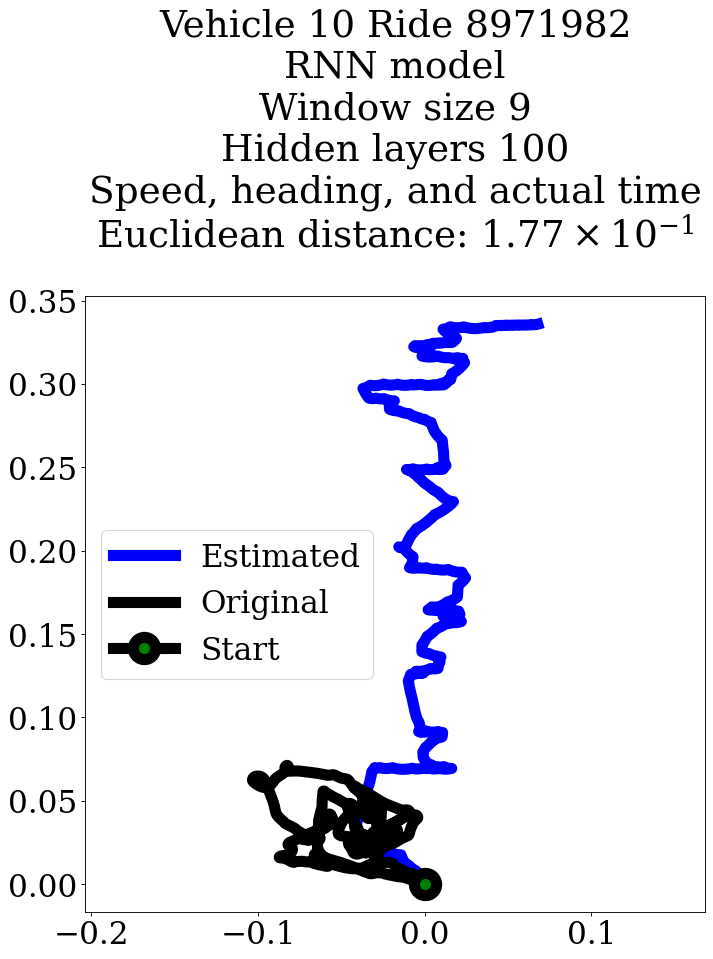 Vehicle 10 Ride 8971982
RNN model
Window size 9
Hidden layers 100
Speed, heading, and actual time
Euclidean distance: 1.77 × 10⁻¹
0.35
0.30
0.25
0.20
0.15
0.10
0.05
0.00
Estimated
Original
Start
−0.2
−0.1
0.0
0.1